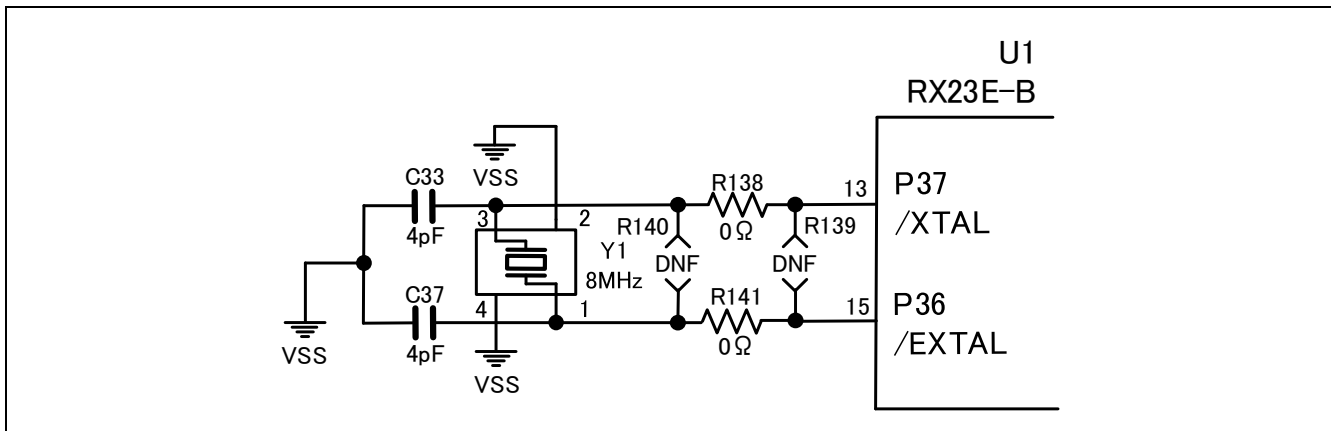 U1
RX23E-B
C33
4pF
VSS
3
2
R138
0Ω
13
P37
/XTAL
R140
DNF
R139
DNF
Y1
8MHz
C37
4pF
4
1
R141
0Ω
15
P36
/EXTAL
VSS
VSS